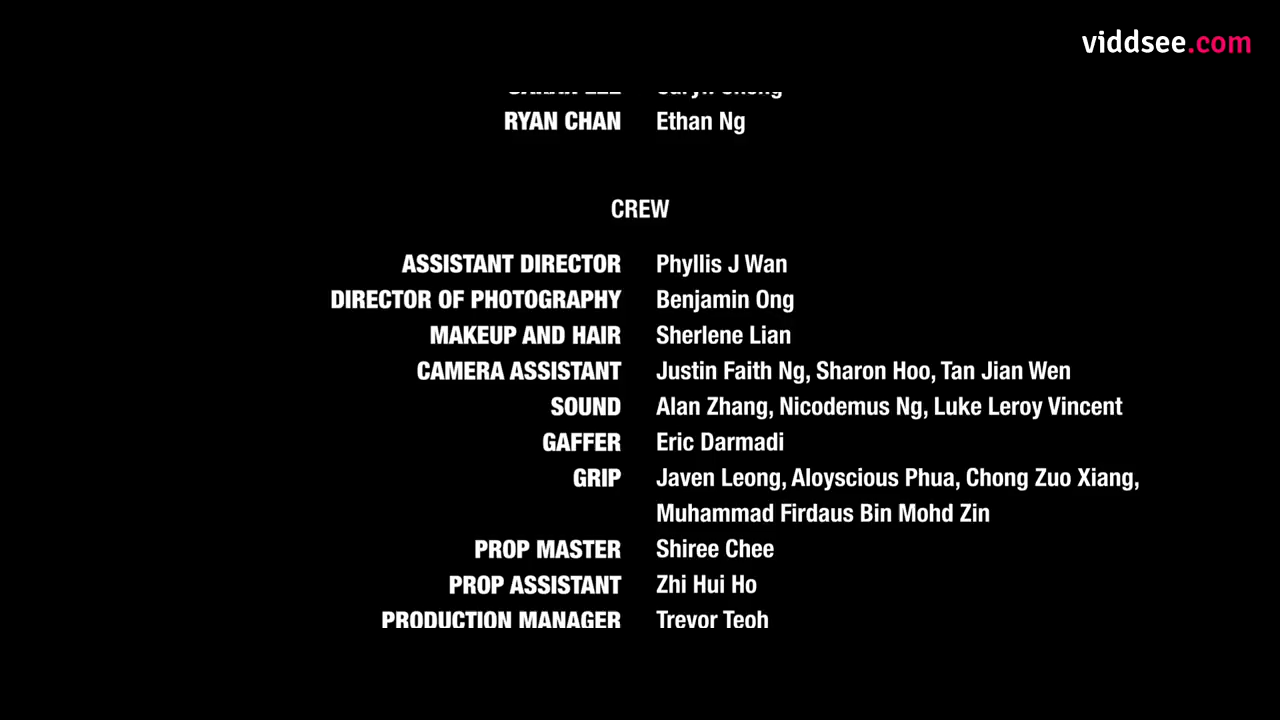 viddsee.com
RYAN CHAN Ethan Ng
CREW
ASSISTANT DIRECTOR Phyllis J Wan
DIRECTOR OF PHOTOGRAPHY Benjamin Ong
MAKEUP AND HAIR Sherlene Lian
CAMERA ASSISTANT Justin Faith Ng, Sharon Hoo, Tan Jian Wen
SOUND Alan Zhang, Nicodemus Ng, Luke Leroy Vincent
GAFFER Eric Darmadi
GRIP Javen Leong, Aloyscious Phua, Chong Zuo Xiang,
Muhammad Firdaus Bin Mohd Zin
PROP MASTER Shiree Chee
PROP ASSISTANT Zhi Hui Ho
PRODUCTION MANAGER Trevor Teoh